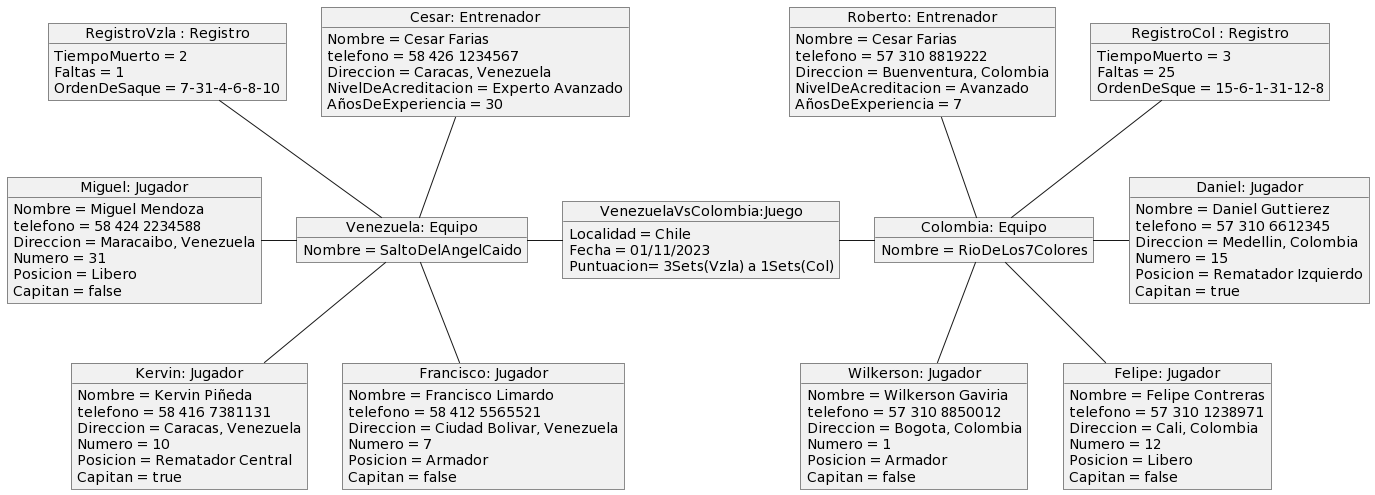 RegistroVzla : Registro
TiempoMuerto = 2
Faltas = 1
OrdenDeSaque = 7-31-4-6-8-10
Cesar: Entrenador
Nombre = Cesar Farias
telefono = 58 426 1234567
Direccion = Caracas, Venezuela
NivelDeAcreditacion = Experto Avanzado
AñosDeExperiencia = 30
Roberto: Entrenador
Nombre = Cesar Farias
telefono = 57 310 8819222
Direccion = Buenventura, Colombia
NivelDeAcreditacion = Avanzado
AñosDeExperiencia = 7
RegistroCol : Registro
TiempoMuerto = 3
Faltas = 25
OrdenDeSque = 15-6-1-31-12-8
Miguel: Jugador
Nombre = Miguel Mendoza
telefono = 58 424 2234588
Direccion = Maracaibo, Venezuela
Numero = 31
Posicion = Libero
Capitan = false
Venezuela: Equipo
Nombre = SaltoDelAngelCaido
VenezuelaVsColombia:Juego
Localidad = Chile
Fecha = 01/11/2023
Puntuacion= 3Sets(Vzla) a 1Sets(Col)
Colombia: Equipo
Nombre = RioDeLos7Colores
Daniel: Jugador
Nombre = Daniel Guttierez
telefono = 57 310 6612345
Direccion = Medellin, Colombia
Numero = 15
Posicion = Rematador Izquierdo
Capitan = true
Kervin: Jugador
Nombre = Kervin Piñeda
telefono = 58 416 7381131
Direccion = Caracas, Venezuela
Numero = 10
Posicion = Rematador Central
Capitan = true
Francisco: Jugador
Nombre = Francisco Limardo
telefono = 58 412 5565521
Direccion = Ciudad Bolivar, Venezuela
Numero = 7
Posicion = Armador
Capitan = false
Wilkerson: Jugador
Nombre = Wilkerson Gaviria
telefono = 57 310 8850012
Direccion = Bogota, Colombia
Numero = 1
Posicion = Armador
Capitan = false
Felipe: Jugador
Nombre = Felipe Contreras
telefono = 57 310 1238971
Direccion = Cali, Colombia
Numero = 12
Posicion = Libero
Capitan = false